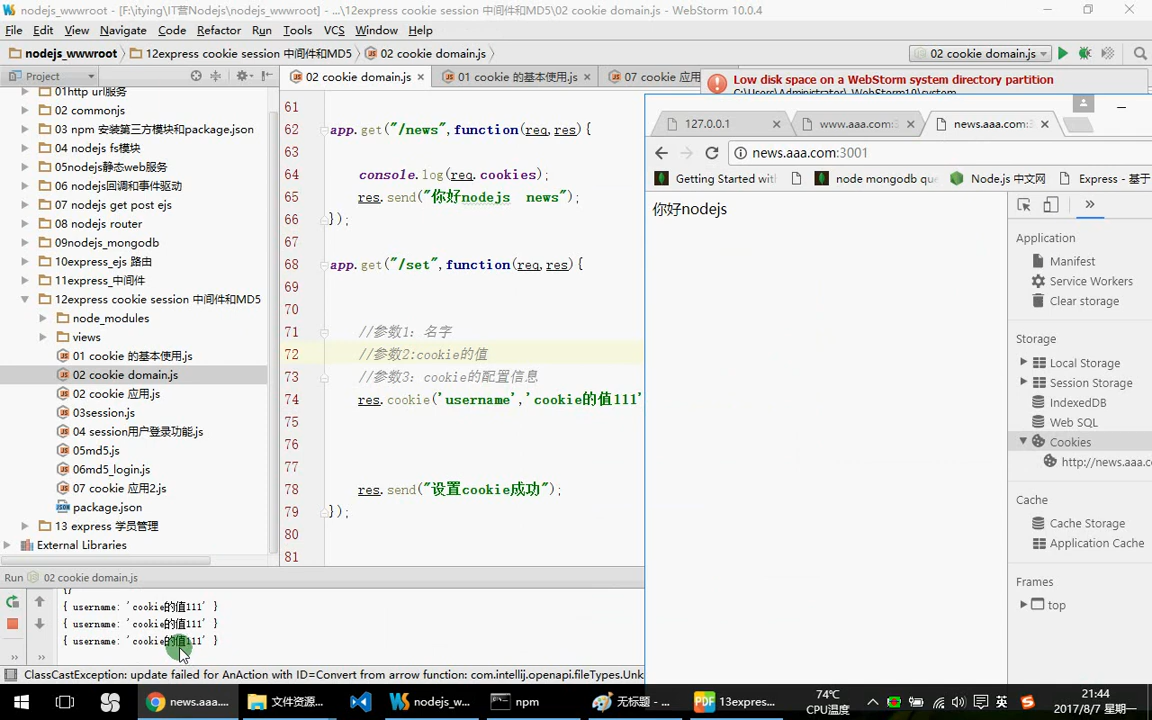 nodejs_wwwroot - [F:\itying\IT营Nodejs\nodejs_wwwroot] - ...\12express cookie session 中间件和MD5\02 cookie domain.js - WebStorm 10.0.4
File Edit View Navigate Code Refactor Run Tools VCS Window Help
nodejs_wwwroot 12express cookie session 中间件和MD5 02 cookie domain.js 02 cookie domain.js
Project 02 cookie domain.js 01 cookie 的基本使用.js 07 cookie 应用
Low disk space on a WebStorm system directory partition
01http url服务
02 commonjs
03 npm 安装第三方模块和package.json
04 nodejs fs模块
05nodejs静态web服务
06 nodejs回调和事件驱动
07 nodejs get post ejs
08 nodejs router
09nodejs_mongodb
10express_ejs 路由
11express_中间件
12express cookie session 中间件和MD5
node_modules
views
01 cookie 的基本使用.js
02 cookie domain.js
02 cookie 应用.js
03session.js
04 session用户登录功能.js
05md5.js
06md5_login.js
07 cookie 应用2.js
package.json
13 express 学员管理
External Libraries
61
62 app.get("/news",function(req,res){
63
64 console.log(req.cookies);
65 res.send("你好nodejs news");
66 });
67
68 app.get("/set",function(req,res){
69
70
71 //参数1: 名字
72 //参数2:cookie的值
73 //参数3: cookie的配置信息
74 res.cookie('username','cookie的值111'
75
76
77
78 res.send("设置cookie成功");
79 });
80
81
127.0.0.1 www.aaa.com:3 news.aaa.com:3
news.aaa.com:3001
Getting Started wit node mongodb que Node.js 中文网 Express - 基于
你好nodejs
Application
Manifest
Service Workers
Clear storage
Storage
Local Storage
Session Storage
IndexedDB
Web SQL
Cookies
http://news.aaa.c
Cache
Cache Storage
Application Cache
Frames
top
Run 02 cookie domain.js
{}
{ username: 'cookie的值111' }
{ username: 'cookie的值111' }
{ username: 'cookie的值111' }
ClassCastException: update failed for AnAction with ID=Convert from arrow function: com.intellij.openapi.fileTypes.Unk
news.aaa.... 文件资源... nodejs_w... npm 无标题 - ... 13expres... 74℃ CPU温度 英 21:44 2017/8/7 星期一